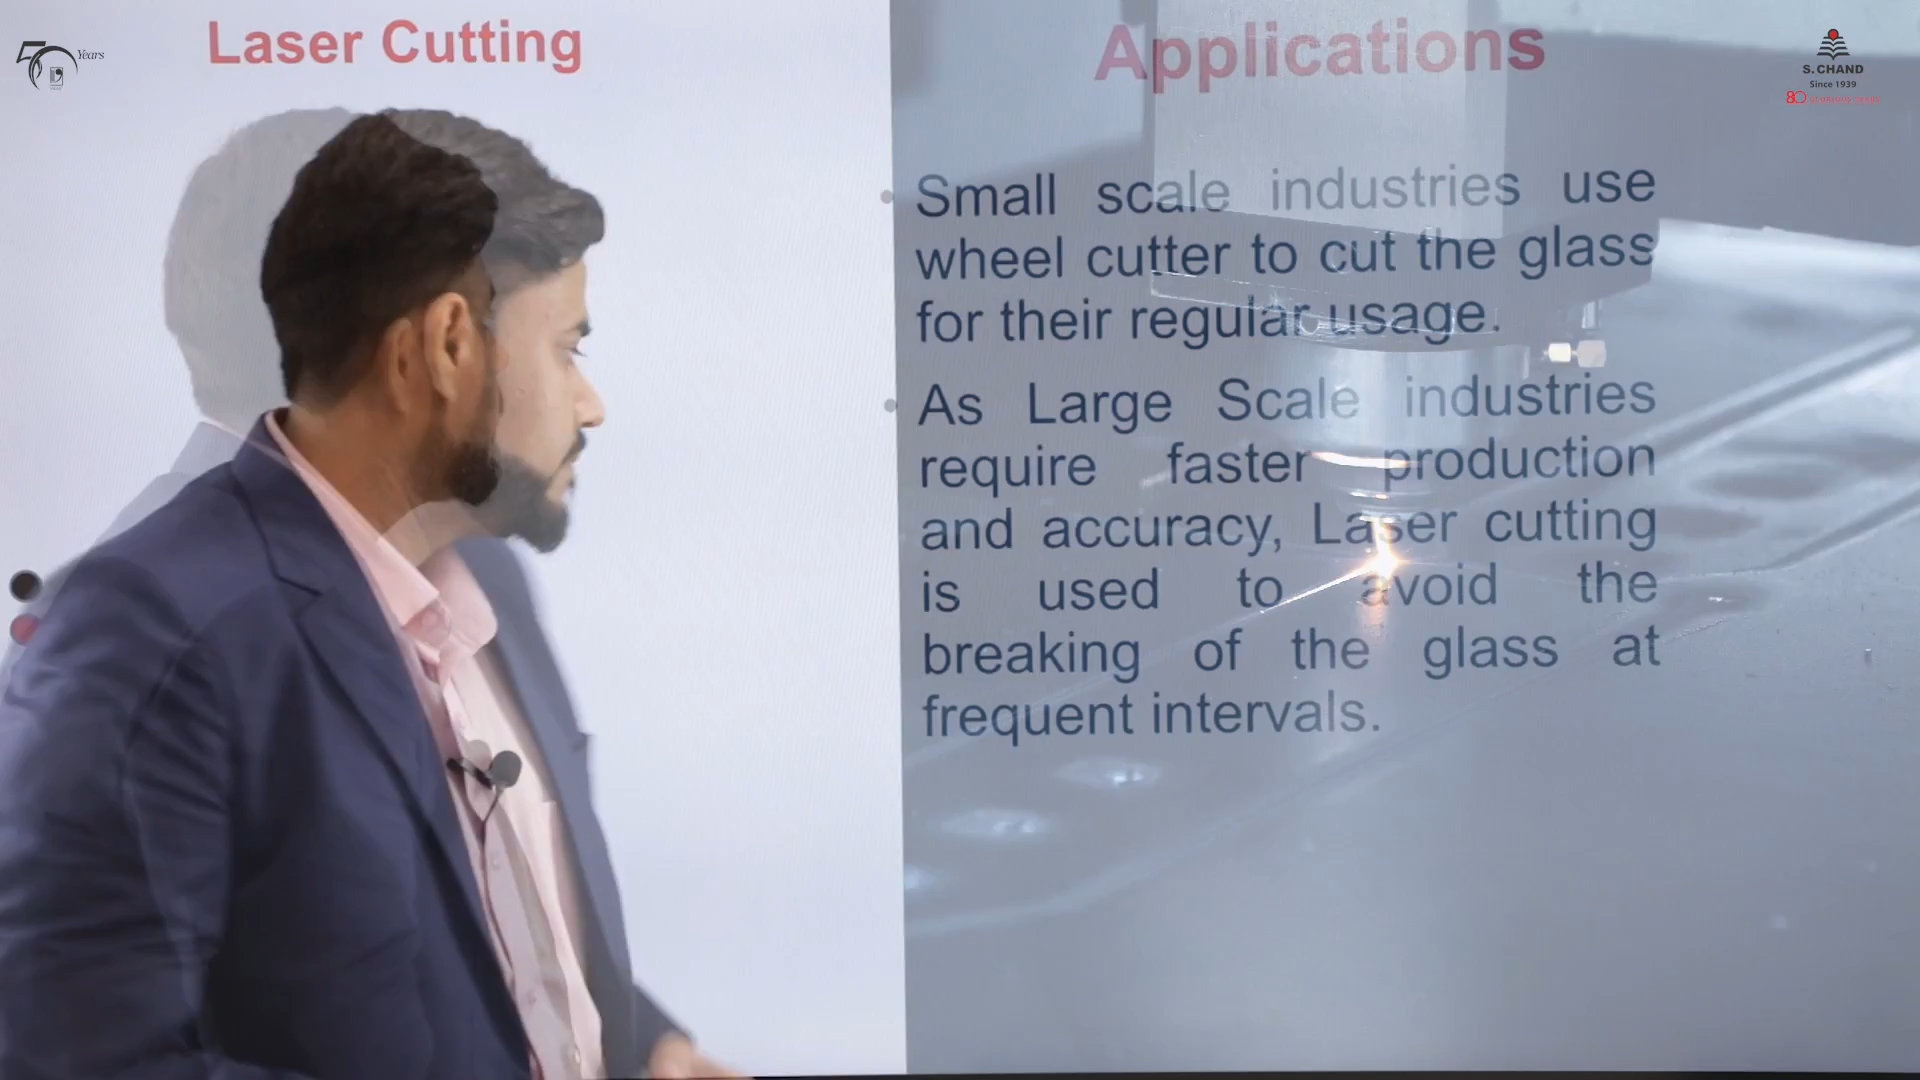 Laser Cutting
Applications
Years
S. CHAND
Since 1939
Small scale industries use
wheel cutter to cut the glass
for their regular usage.
As Large Scale industries
require faster production
and accuracy, Laser cutting
is used to avoid the
breaking of the glass at
frequent intervals.